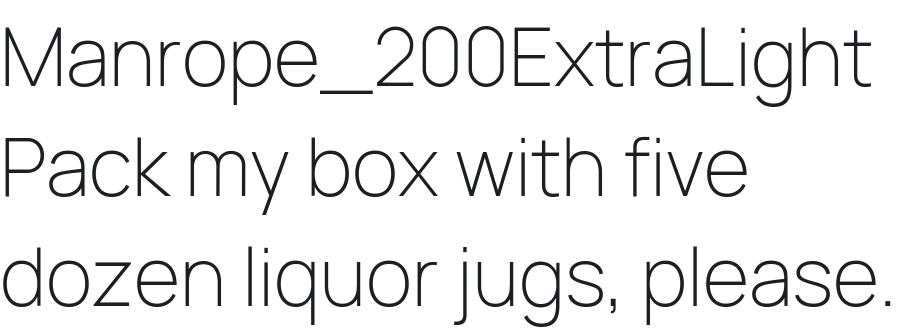 Manrope_200ExtraLight
Pack my box with five
dozen liquor jugs, please.